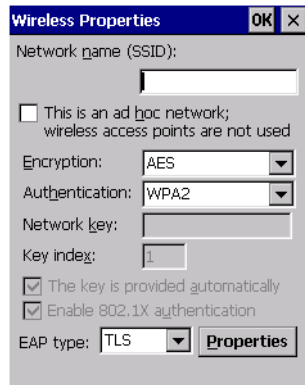 Wireless Properties OK ×
Network name (SSID):
This is an ad hoc network;
wireless access points are not used
Encryption: AES
Authentication: WPA2
Network key:
Key index: 1
The key is provided automatically
Enable 802.1X authentication
EAP type: TLS Properties